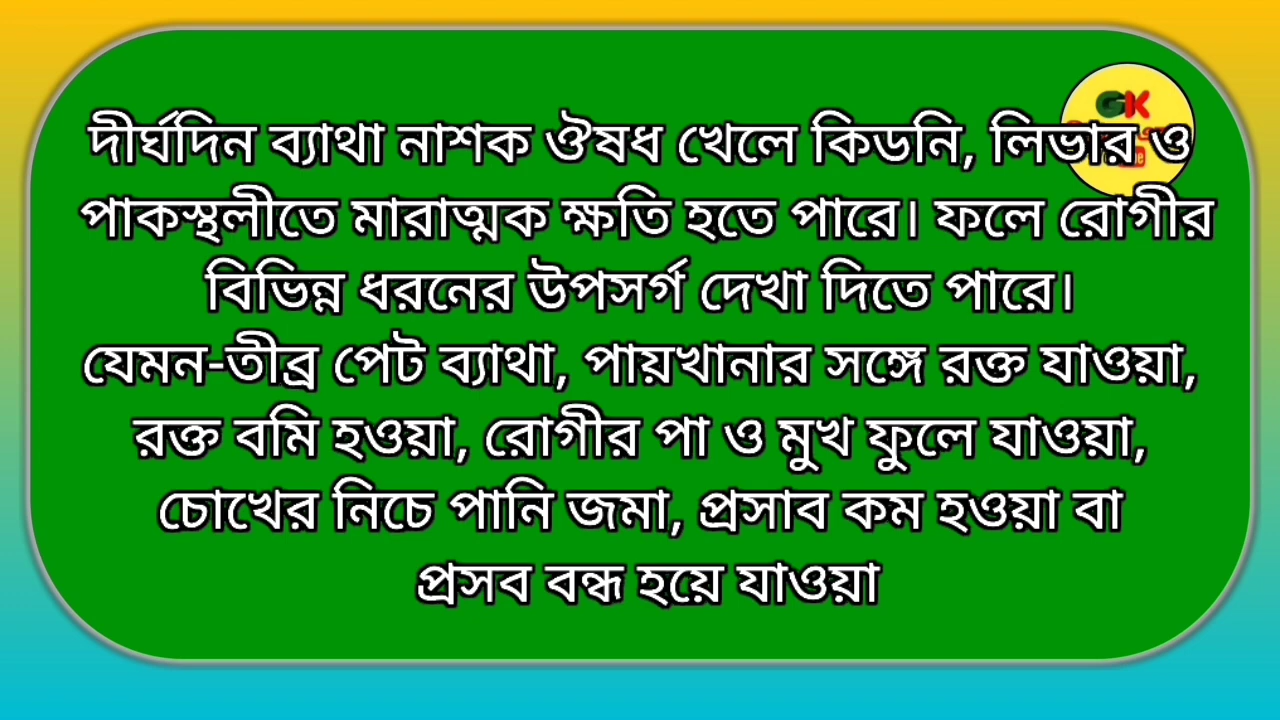 GK
দীর্ঘদিন ব্যাথা নাশক ঔষধ খেলে কিডনি, লিভার ও
পাকস্থলীতে মারাত্মক ক্ষতি হতে পারে। ফলে রোগীর
বিভিন্ন ধরনের উপসর্গ দেখা দিতে পারে।
যেমন-তীব্র পেট ব্যাথা, পায়খানার সঙ্গে রক্ত যাওয়া,
রক্ত বমি হওয়া, রোগীর পা ও মুখ ফুলে যাওয়া,
চোখের নিচে পানি জমা, প্রসাব কম হওয়া বা
প্রসব বন্ধ হয়ে যাওয়া